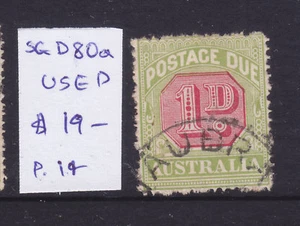 SG D80a
USED
$ 19-
P. 14
POSTAGE DUE
1D.
AUSTRALIA